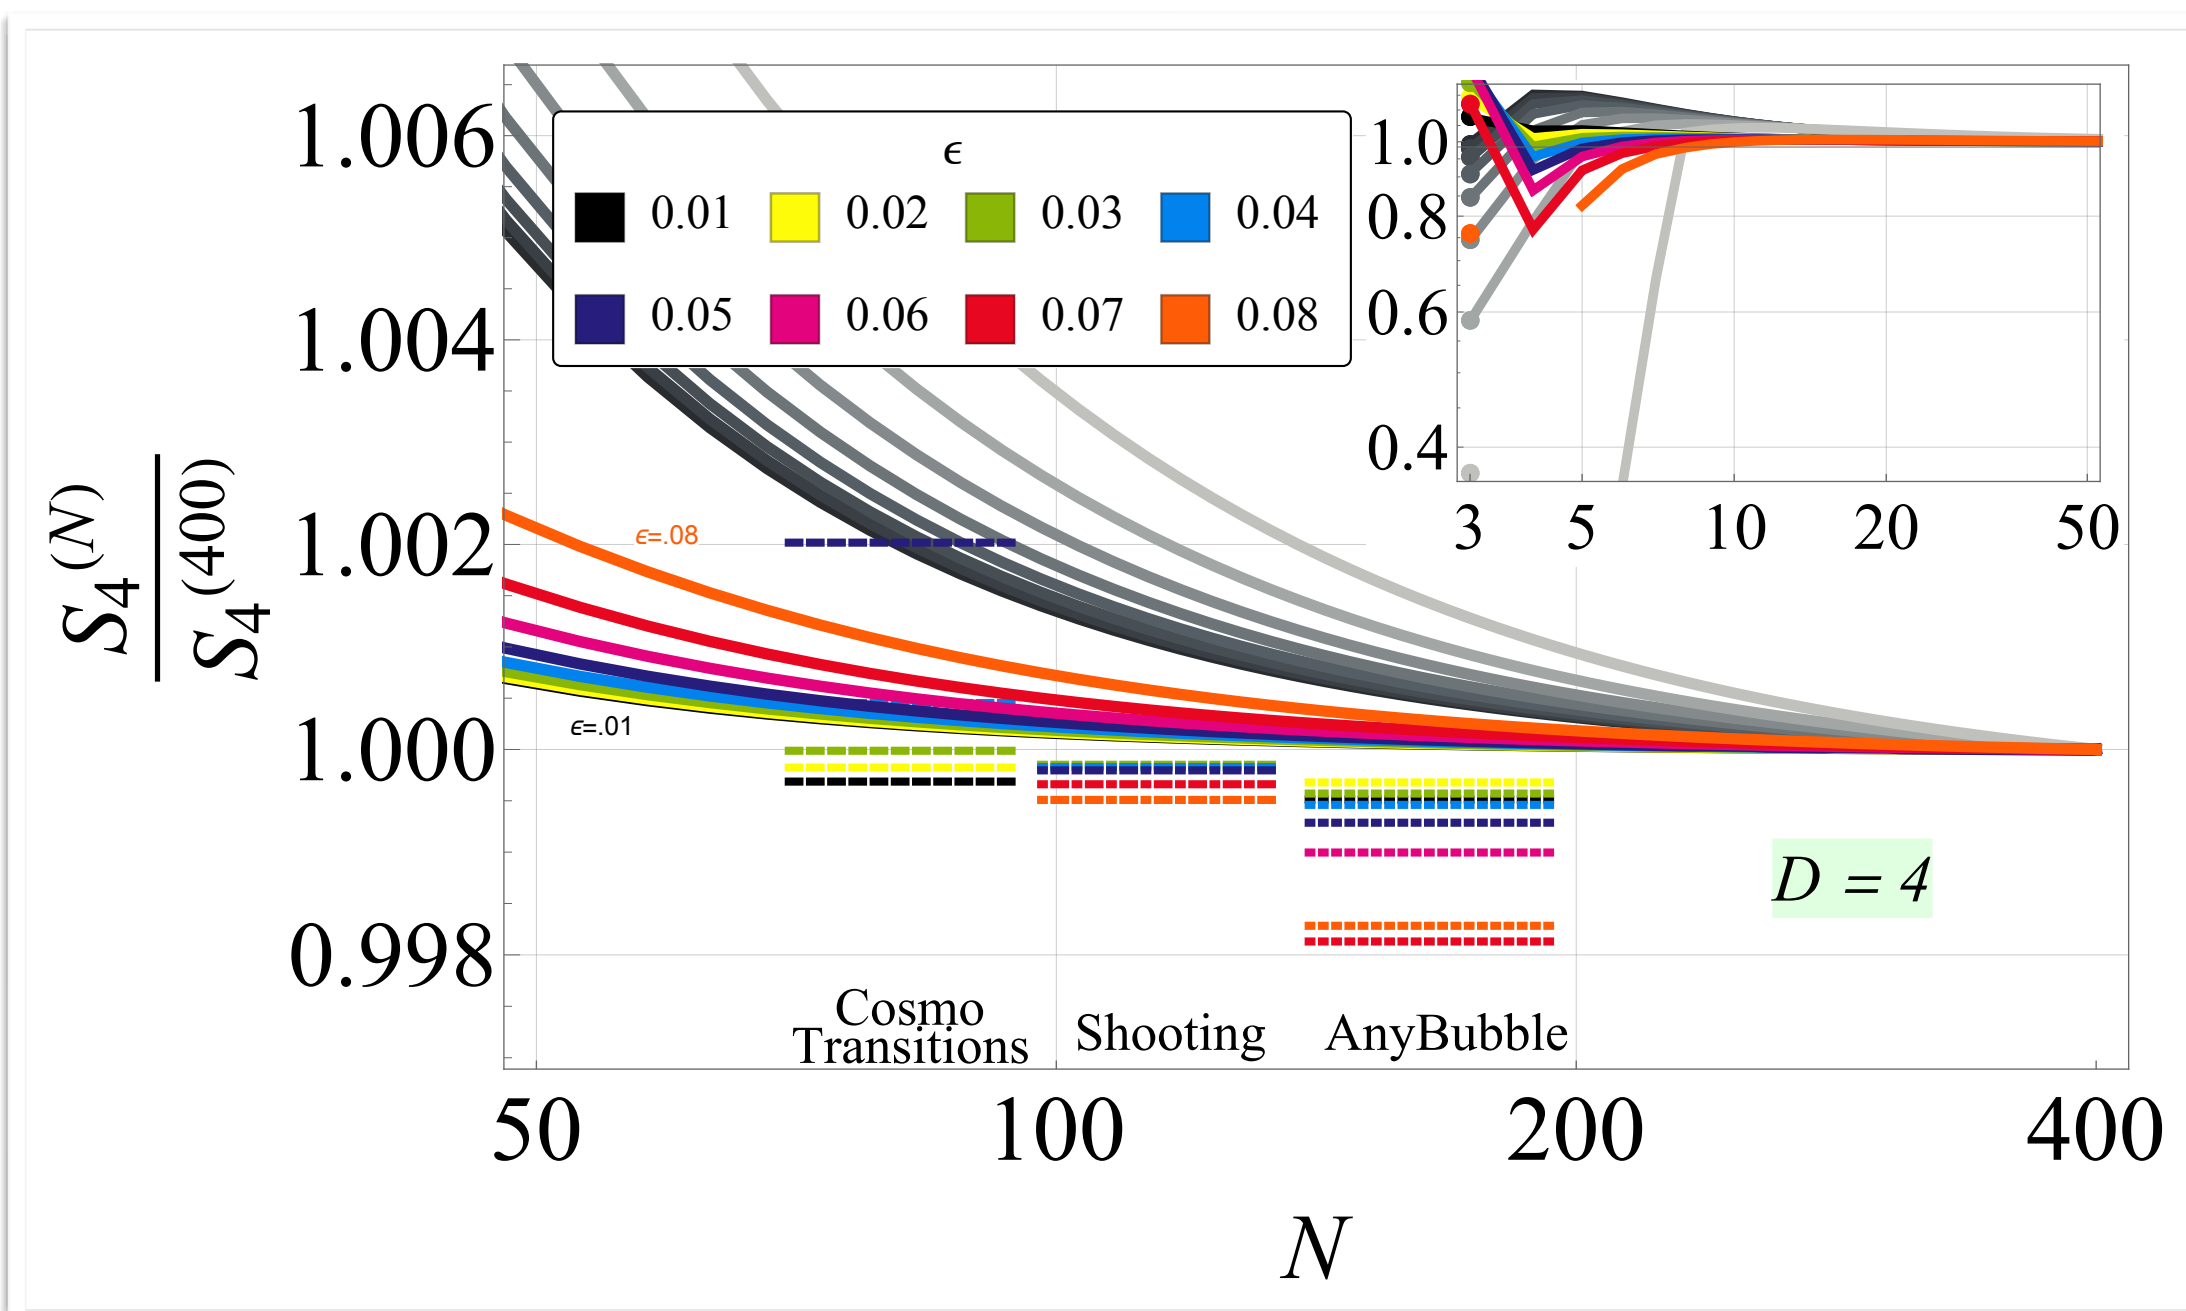 1.006
1.004
1.002
1.000
0.998
S₄⁽ᴺ⁾
S₄⁽⁴⁰⁰⁾
ϵ
0.01 0.02 0.03 0.04
0.05 0.06 0.07 0.08
1.0
0.8
0.6
0.4
3 5 10 20 50
ϵ=.08
ϵ=.01
D = 4
Cosmo
Transitions
Shooting
AnyBubble
50 100 200 400
N